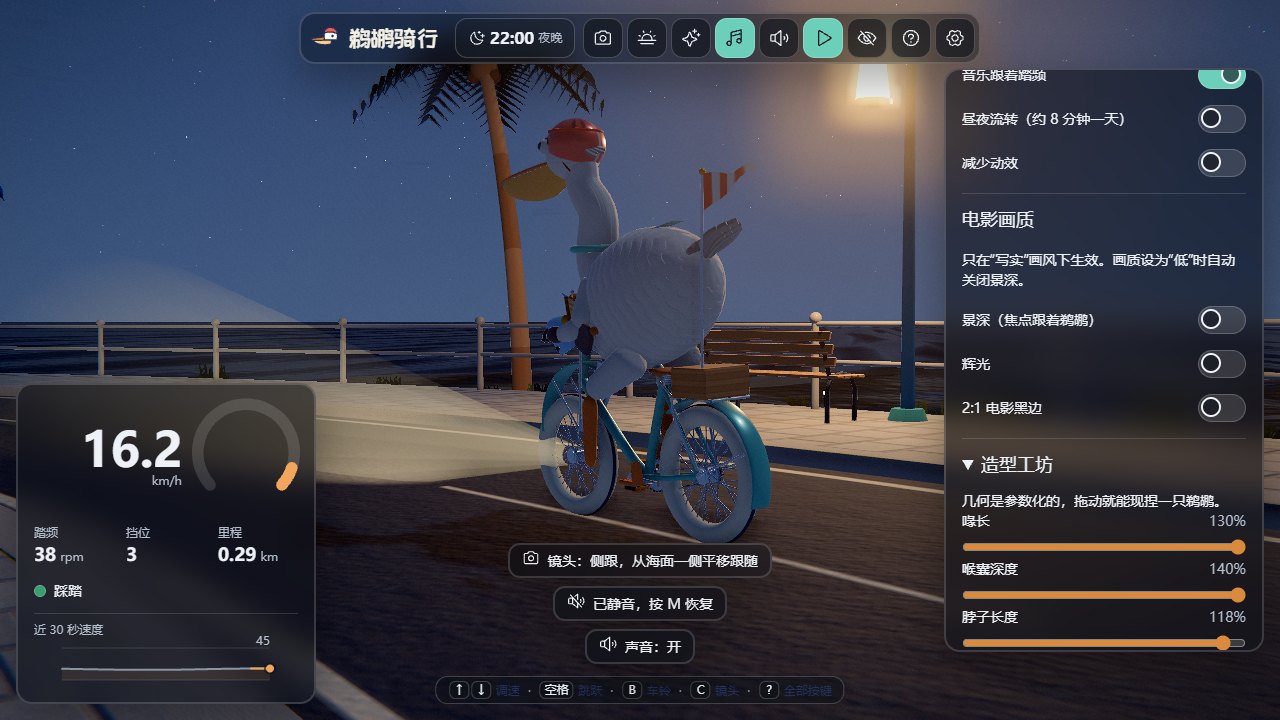 鹈鹕骑行
22:00 夜晚
音乐跟着踏频
昼夜流转（约 8 分钟一天）
减少动效
电影画质
只在"写实"画风下生效。画质设为"低"时自动
关闭景深。
景深（焦点跟着鹈鹕）
辉光
2:1 电影黑边
▼ 造型工坊
几何是参数化的，拖动就能现捏一只鹈鹕。
喙长 130%
喉囊深度 140%
脖子长度 118%
16.2
km/h
踏频 挡位 里程
38 rpm 3 0.29 km
踩踏
近 30 秒速度
45
镜头：侧跟，从海面一侧平移跟随
已静音，按 M 恢复
声音：开
↑ ↓ 调速 · 空格 跳跃 · B 车铃 · C 镜头 · ? 全部按键